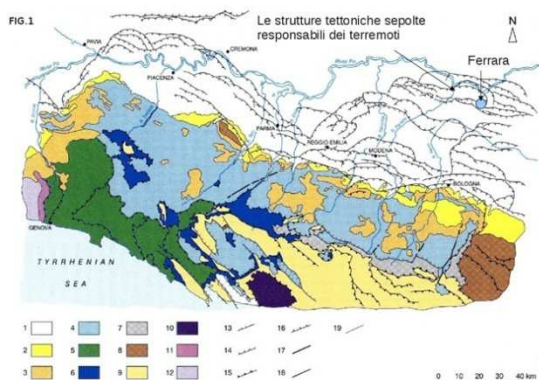 FIG.1
Le strutture tettoniche sepolte
responsabili dei terremoti
N
PAVIA
CREMONA
PIACENZA
Ferrara
PARMA
REGGIO EMILIA
MODENA
BOLOGNA
GENOVA
TYRRHENIAN
SEA
1 4 7 10 13 16 19
2 5 8 11 14 17
3 6 9 12 15 18
0 10 20 30 40 km